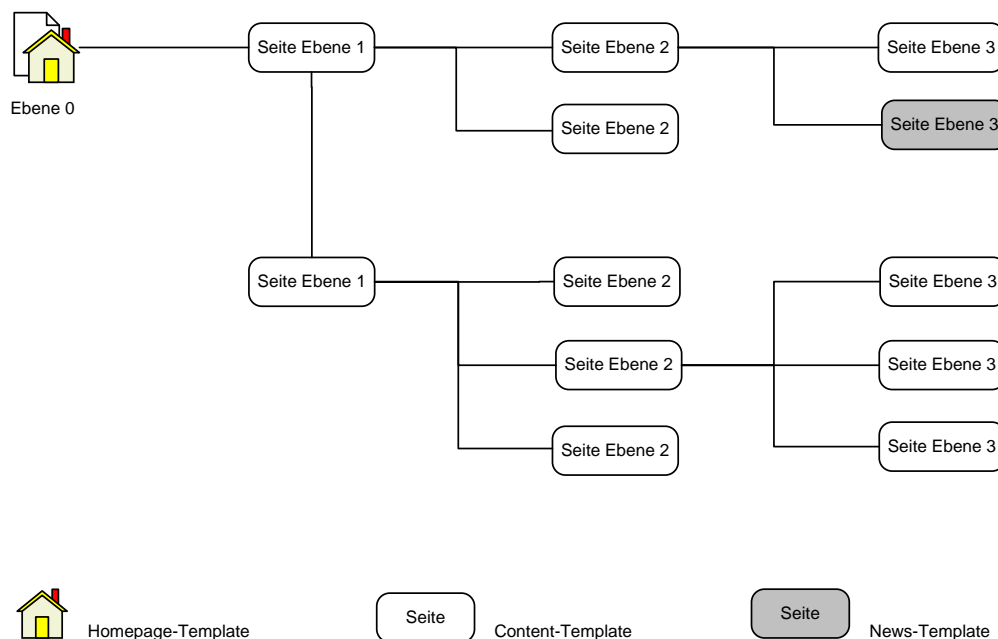 Seite Ebene 1
Seite Ebene 2
Seite Ebene 3
Ebene 0
Seite Ebene 2
Seite Ebene 3
Seite Ebene 1
Seite Ebene 2
Seite Ebene 3
Seite Ebene 2
Seite Ebene 3
Seite Ebene 2
Seite Ebene 3
Homepage-Template
Seite
Content-Template
Seite
News-Template